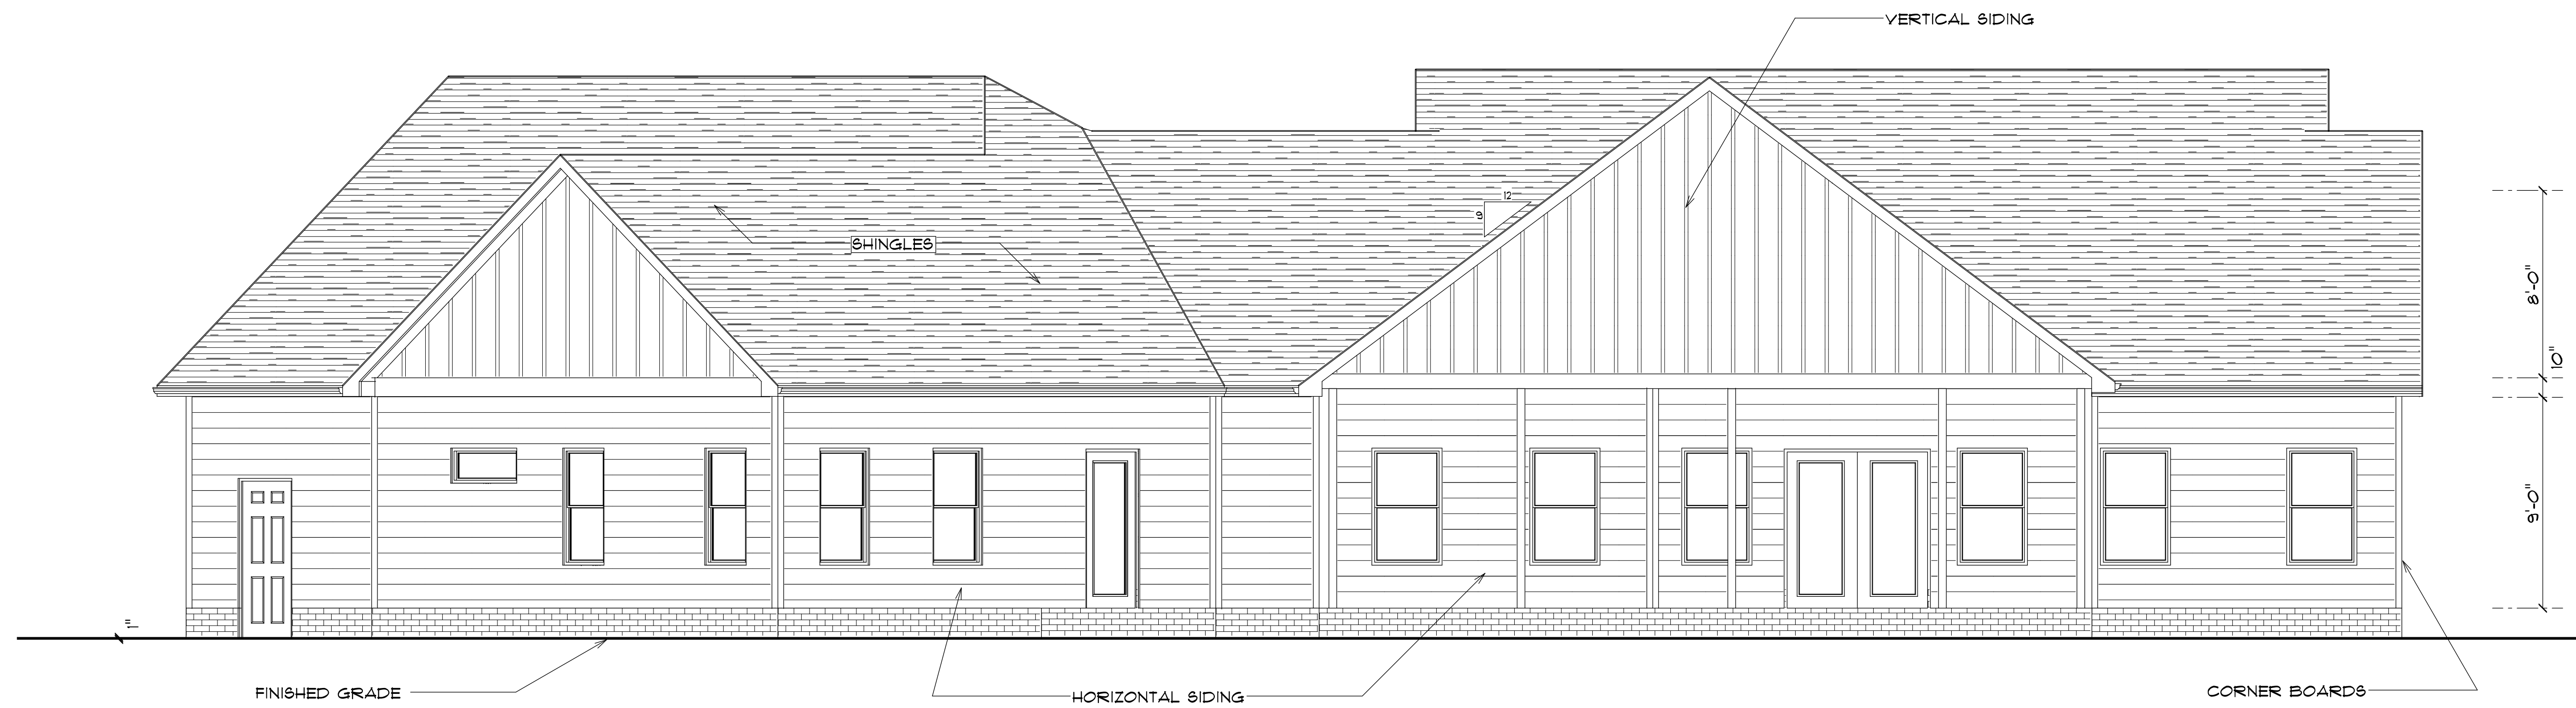 VERTICAL SIDING
12
9
SHINGLES
8'-0"
10"
9'-0"
1"
FINISHED GRADE
HORIZONTAL SIDING
CORNER BOARDS